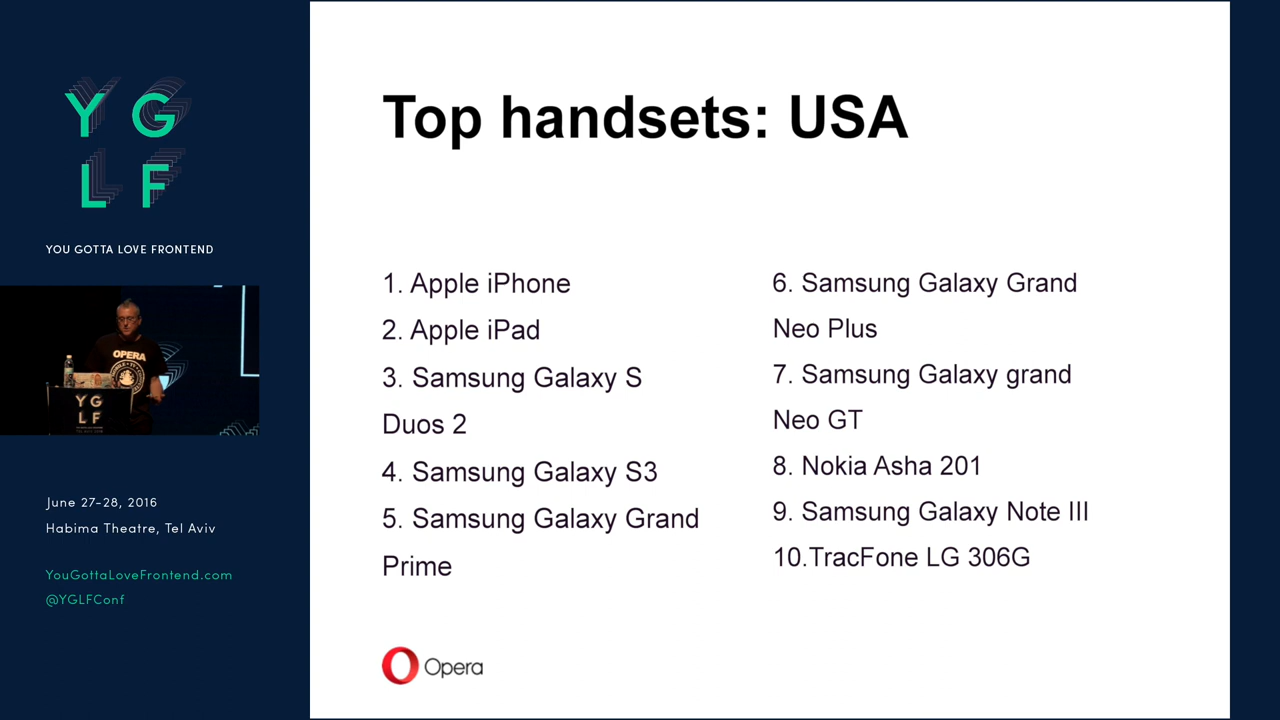 Y G
L F
YOU GOTTA LOVE FRONTEND
OPERA
Y G
L F
June 27-28, 2016
Habima Theatre, Tel Aviv
YouGottaLoveFrontend.com
@YGLFConf
Top handsets: USA
1. Apple iPhone
2. Apple iPad
3. Samsung Galaxy S
Duos 2
4. Samsung Galaxy S3
5. Samsung Galaxy Grand
Prime
6. Samsung Galaxy Grand
Neo Plus
7. Samsung Galaxy grand
Neo GT
8. Nokia Asha 201
9. Samsung Galaxy Note III
10.TracFone LG 306G
Opera